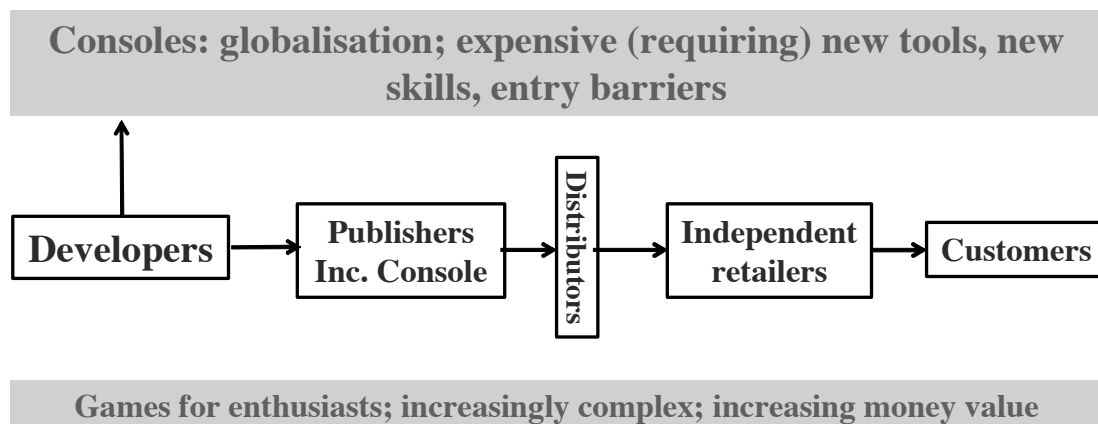 Consoles: globalisation; expensive (requiring) new tools, new
skills, entry barriers
Developers
Publishers
Inc. Console
Distributors
Independent
retailers
Customers
Games for enthusiasts; increasingly complex; increasing money value